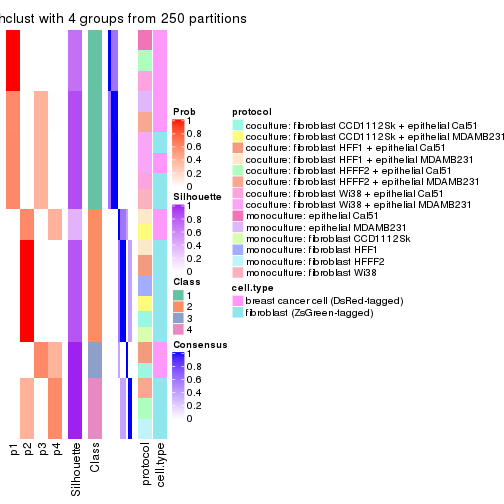 hclust with 4 groups from 250 partitions
Prob
1
0.8
0.6
0.4
0.2
0
Silhouette
1
0.8
0.6
0.4
0.2
0
Class
1
2
3
4
Consensus
1
0.8
0.6
0.4
0.2
0
protocol
coculture: fibroblast CCD1112Sk + epithelial Cal51
coculture: fibroblast CCD1112Sk + epithelial MDAMB231
coculture: fibroblast HFF1 + epithelial Cal51
coculture: fibroblast HFF1 + epithelial MDAMB231
coculture: fibroblast HFFF2 + epithelial Cal51
coculture: fibroblast HFFF2 + epithelial MDAMB231
coculture: fibroblast Wi38 + epithelial Cal51
coculture: fibroblast Wi38 + epithelial MDAMB231
monoculture: epithelial Cal51
monoculture: epithelial MDAMB231
monoculture: fibroblast CCD1112Sk
monoculture: fibroblast HFF1
monoculture: fibroblast HFFF2
monoculture: fibroblast Wi38
cell.type
breast cancer cell (DsRed-tagged)
fibroblast (ZsGreen-tagged)
p1
p2
p3
p4
Silhouette
Class
protocol
cell.type